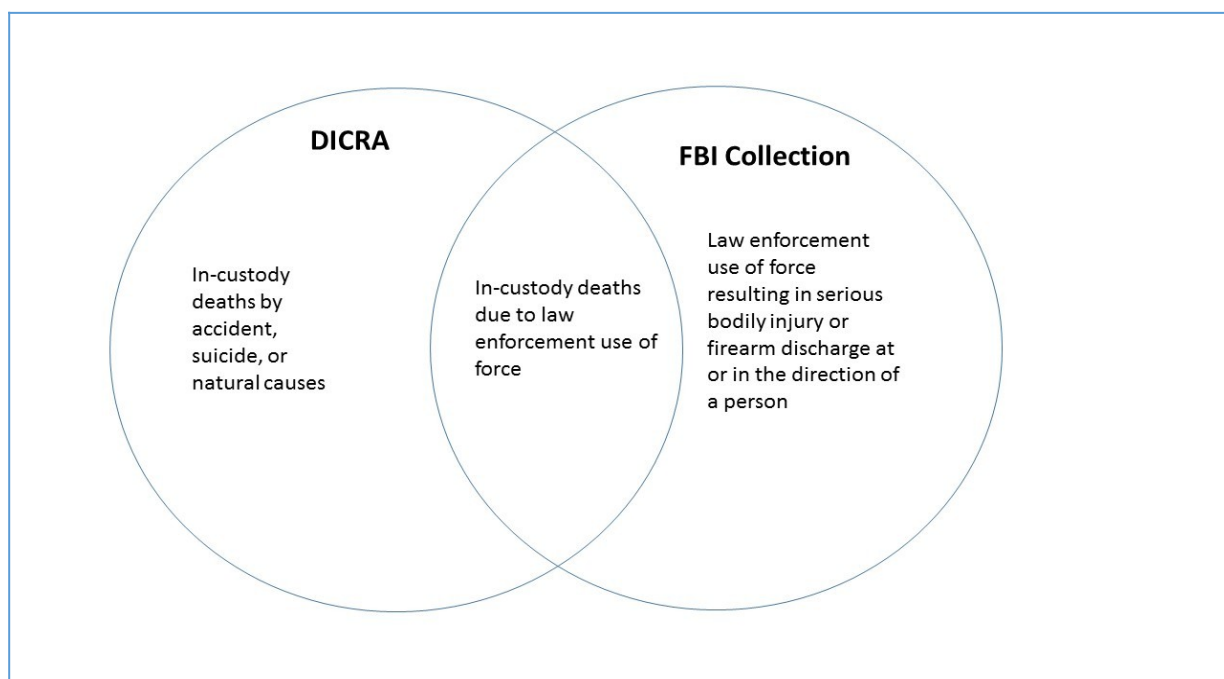 DICRA
In-custody
deaths by
accident,
suicide, or
natural causes
In-custody deaths
due to law
enforcement use of
force
FBI Collection
Law enforcement
use of force
resulting in serious
bodily injury or
firearm discharge at
or in the direction of
a person